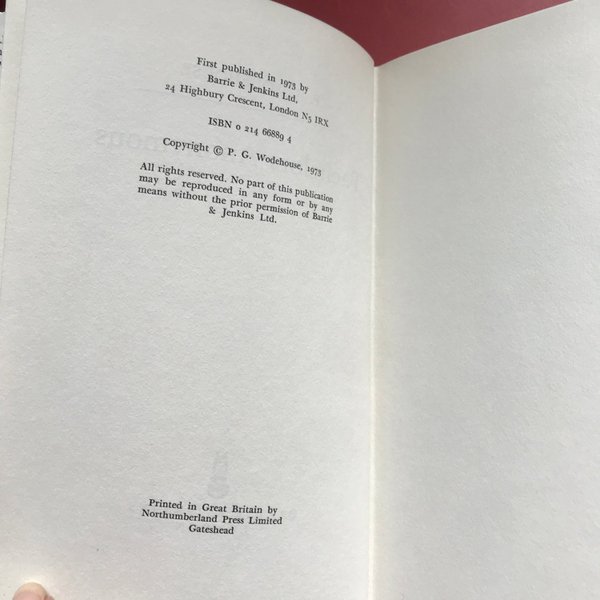 First published in 1973 by
Barrie & Jenkins Ltd,
24 Highbury Crescent, London N5 1RX
ISBN 0 214 66889 4
Copyright © P. G. Wodehouse, 1973
All rights reserved. No part of this publication
may be reproduced in any form or by any
means without the prior permission of Barrie
& Jenkins Ltd.
Printed in Great Britain by
Northumberland Press Limited
Gateshead